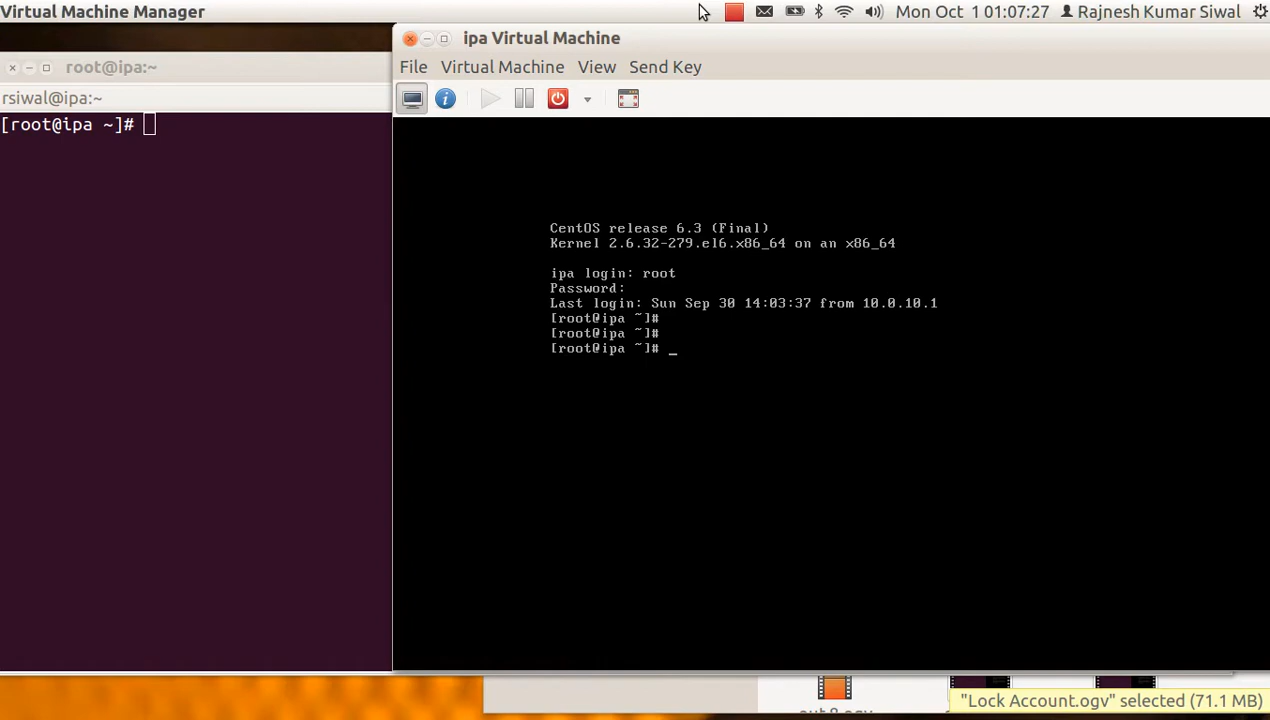 Virtual Machine Manager
Mon Oct 1 01:07:27 Rajnesh Kumar Siwal
root@ipa:~
rsiwal@ipa:~
[root@ipa ~]#
ipa Virtual Machine
File Virtual Machine View Send Key
CentOS release 6.3 (Final)
Kernel 2.6.32-279.el6.x86_64 on an x86_64
ipa login: root
Password:
Last login: Sun Sep 30 14:03:37 from 10.0.10.1
[root@ipa ~]#
[root@ipa ~]#
[root@ipa ~]# _
"Lock Account.ogv" selected (71.1 MB)